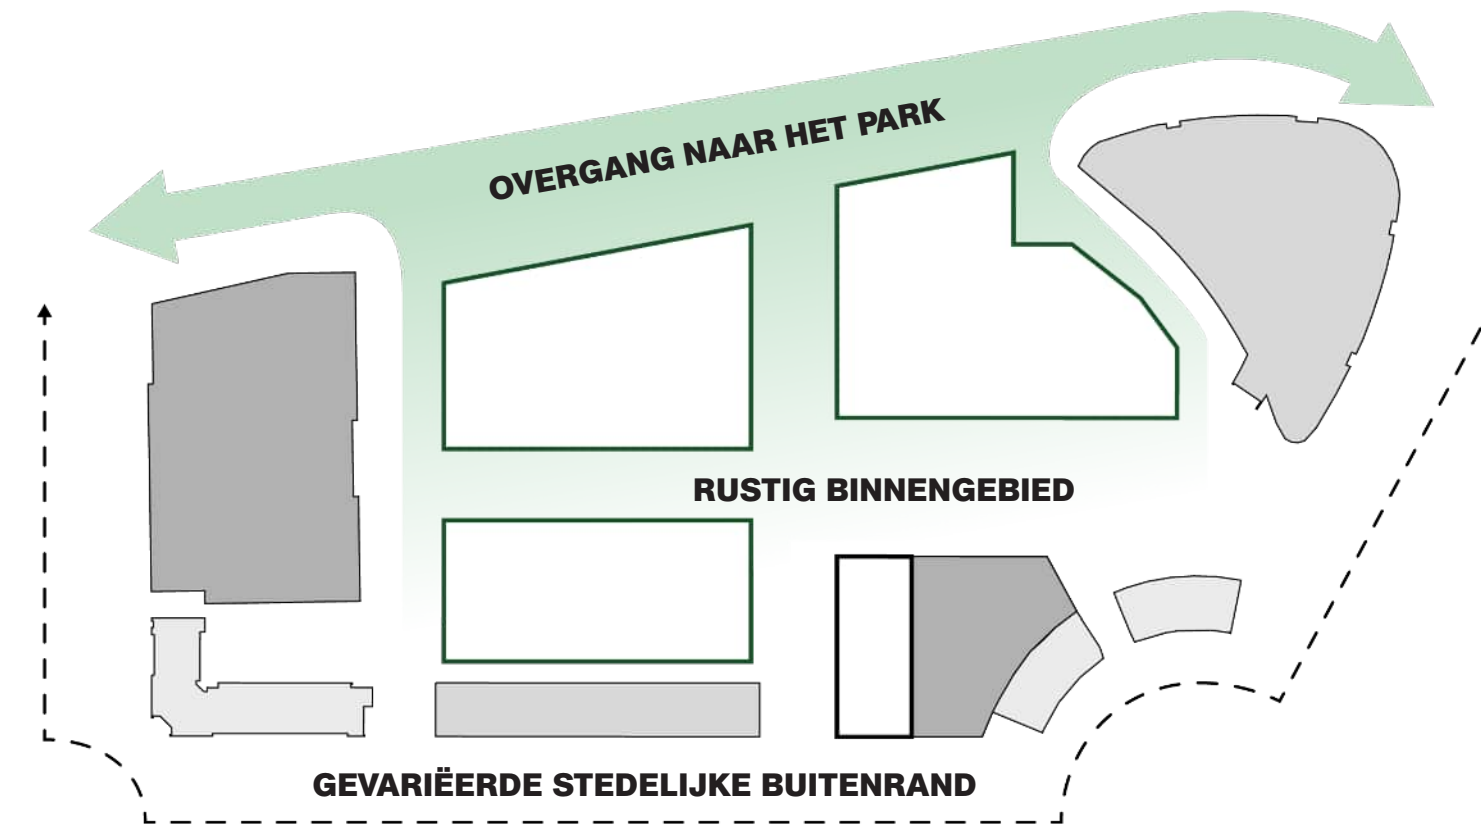 OVERGANG NAAR HET PARK
RUSTIG BINNENGEBIED
GEVARIËERDE STEDELIJKE BUITENRAND